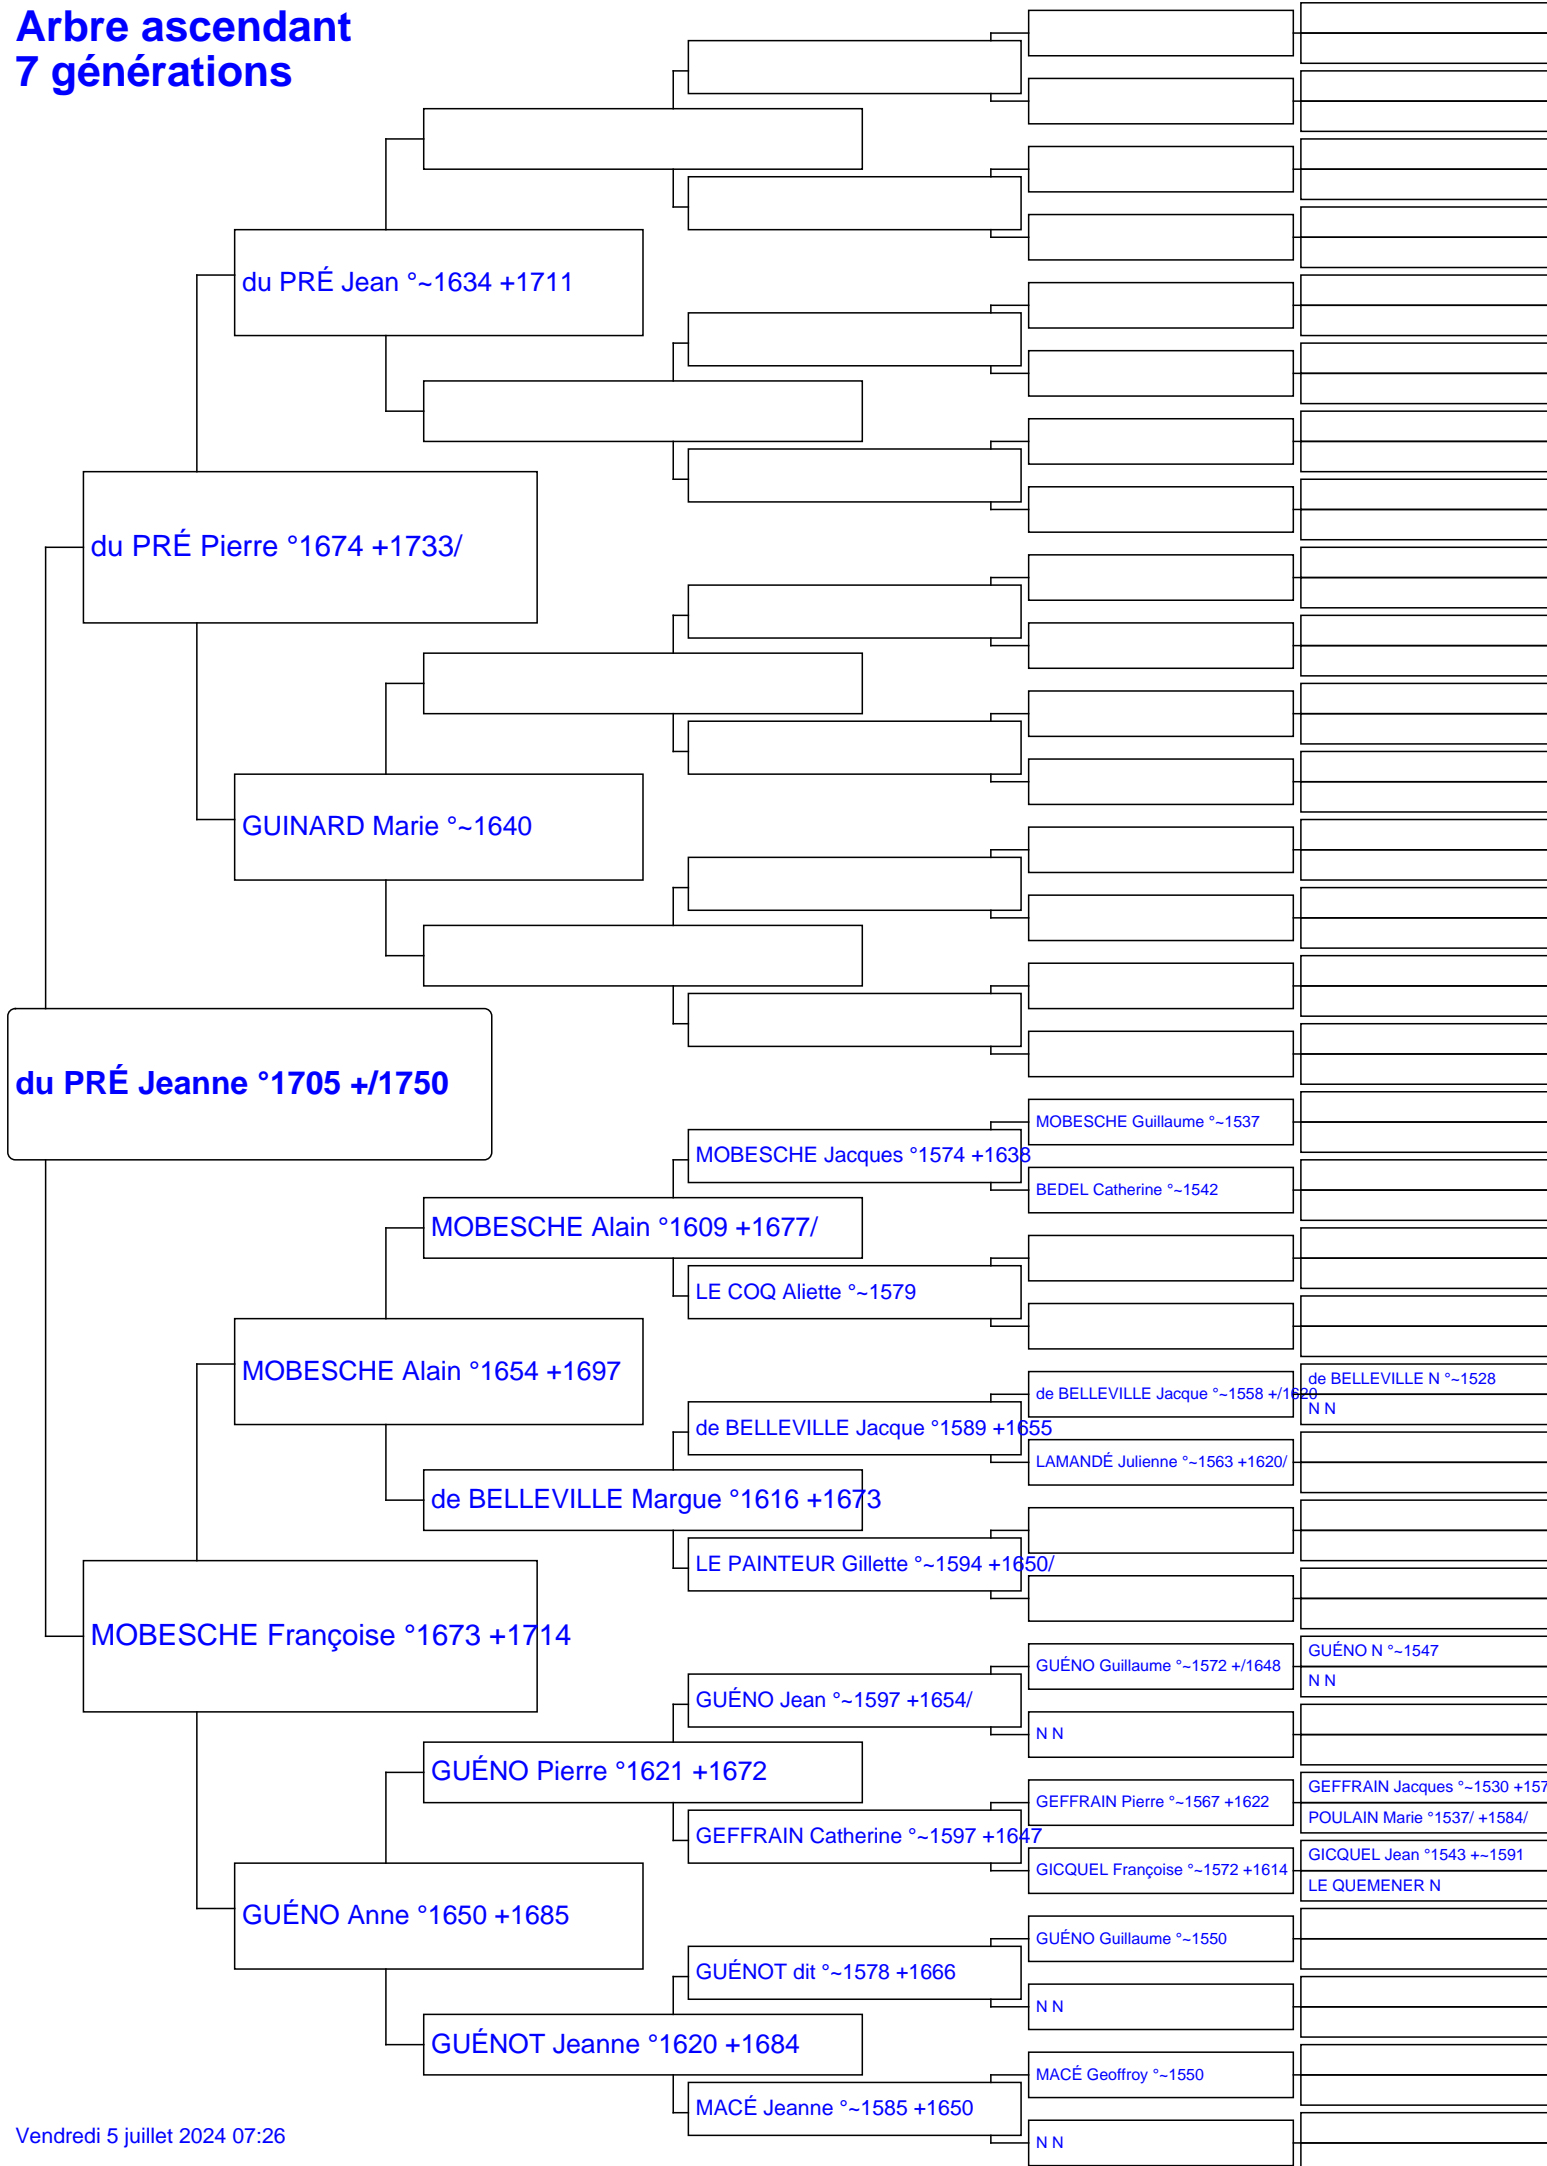 Arbre ascendant
7 générations
du PRÉ Jean °~1634 +1711
du PRÉ Pierre °1674 +1733/
GUINARD Marie °~1640
du PRÉ Jeanne °1705 +/1750
MOBESCHE Guillaume °~1537
MOBESCHE Jacques °1574 +1638
BEDEL Catherine °~1542
MOBESCHE Alain °1609 +1677/
LE COQ Aliette °~1579
MOBESCHE Alain °1654 +1697
de BELLEVILLE N °~1528
de BELLEVILLE Jacque °~1558 +/1620
N N
de BELLEVILLE Jacque °1589 +1655
LAMANDÉ Julienne °~1563 +1620/
de BELLEVILLE Margue °1616 +1673
LE PAINTEUR Gillette °~1594 +1650/
MOBESCHE Françoise °1673 +1714
GUÉNO N °~1547
GUÉNO Guillaume °~1572 +/1648
N N
GUÉNO Jean °~1597 +1654/
N N
GUÉNO Pierre °1621 +1672
GEFFRAIN Jacques °~1530 +157
GEFFRAIN Pierre °~1567 +1622
POULAIN Marie °1537/ +1584/
GEFFRAIN Catherine °~1597 +1647
GICQUEL Jean °1543 +~1591
GICQUEL Françoise °~1572 +1614
LE QUEMENER N
GUÉNO Anne °1650 +1685
GUÉNO Guillaume °~1550
GUÉNOT dit °~1578 +1666
N N
GUÉNOT Jeanne °1620 +1684
MACÉ Geoffroy °~1550
MACÉ Jeanne °~1585 +1650
N N
Vendredi 5 juillet 2024 07:26